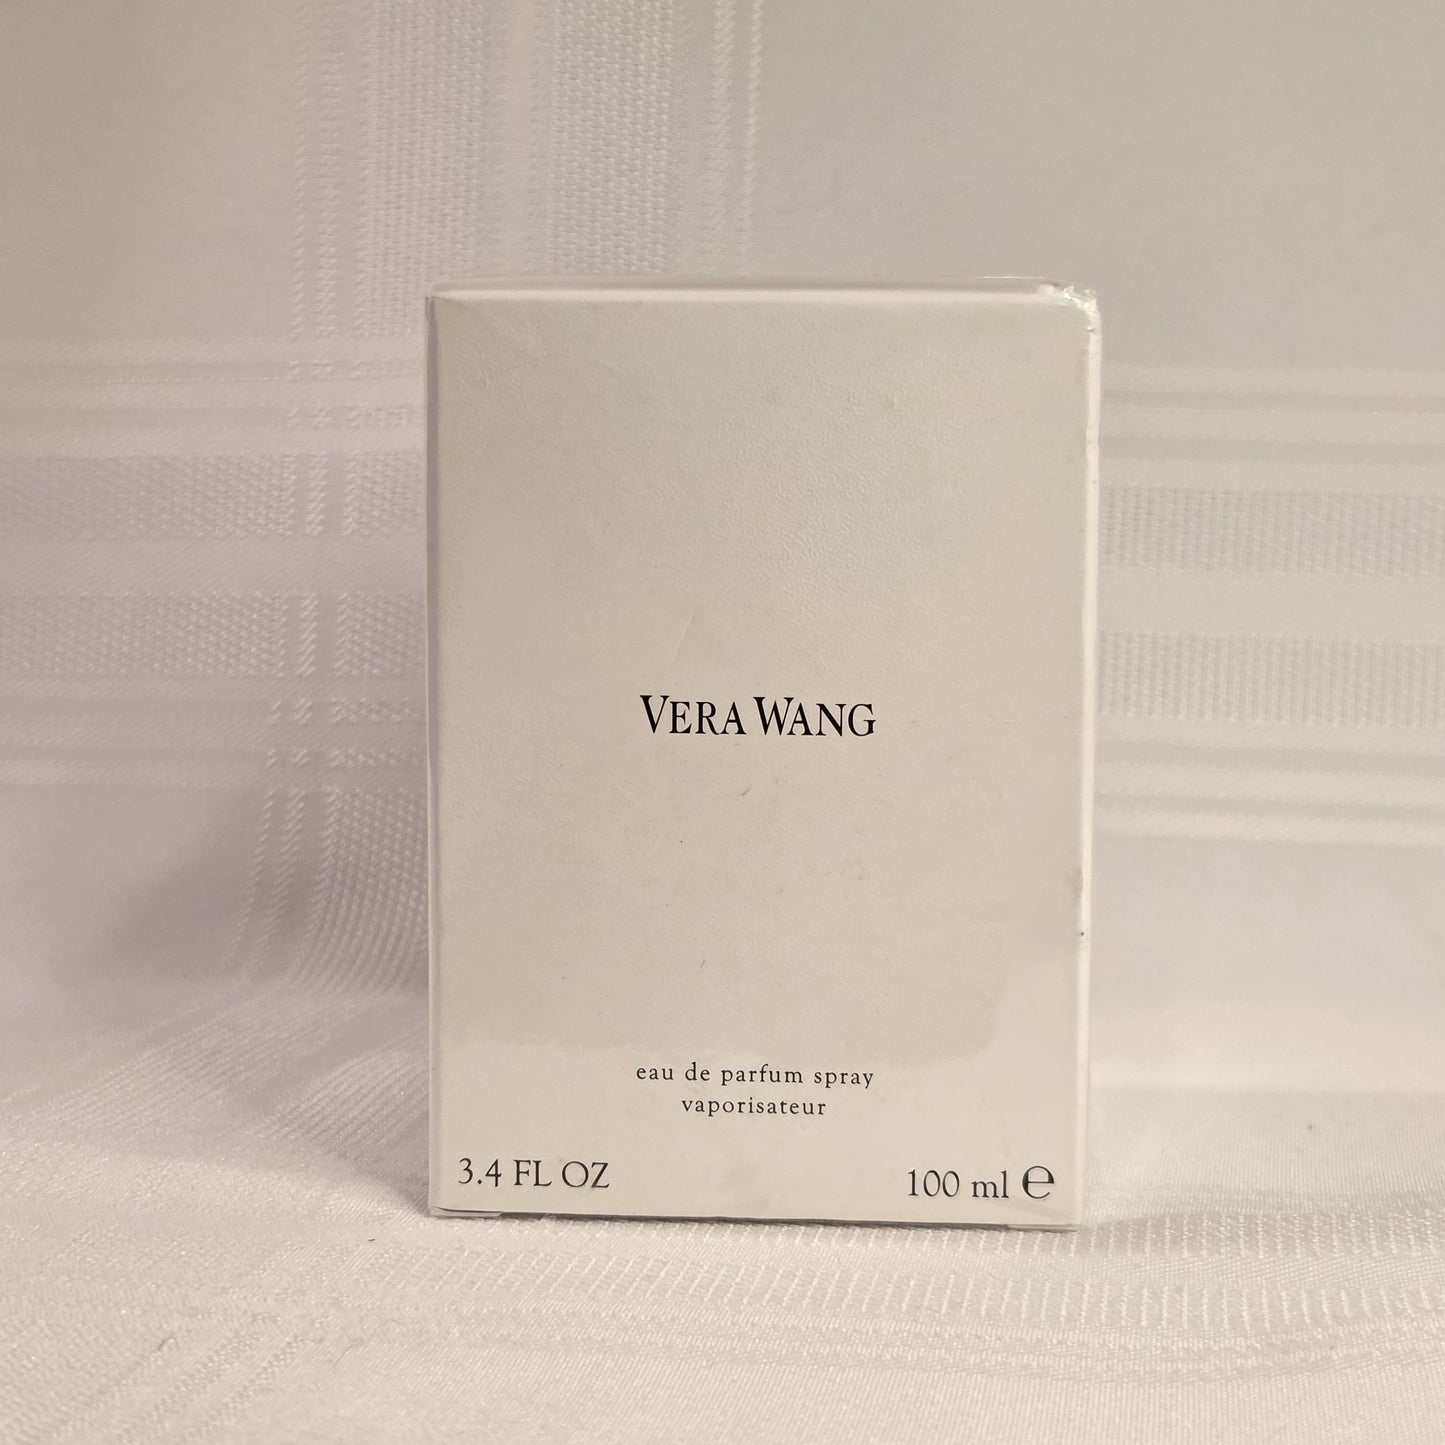 VERA WANG
eau de parfum spray
vaporisateur
3.4 FL OZ
100 ml ℮